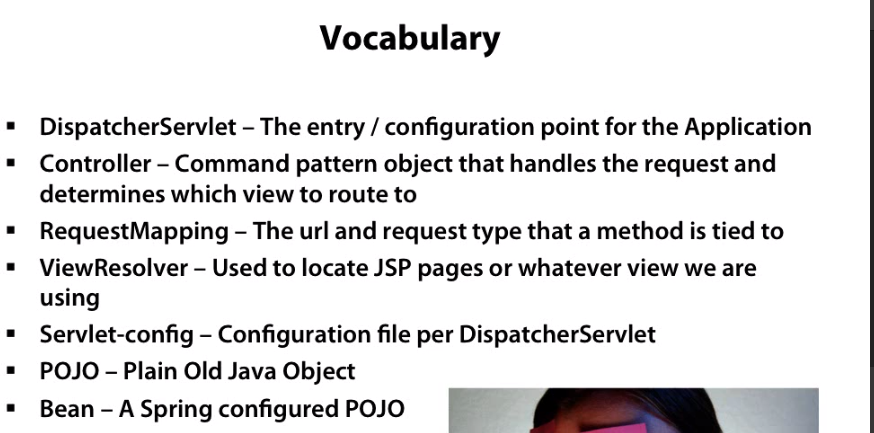 Vocabulary
▪ DispatcherServlet – The entry / configuration point for the Application
▪ Controller – Command pattern object that handles the request and
determines which view to route to
▪ RequestMapping – The url and request type that a method is tied to
▪ ViewResolver – Used to locate JSP pages or whatever view we are
using
▪ Servlet-config – Configuration file per DispatcherServlet
▪ POJO – Plain Old Java Object
▪ Bean – A Spring configured POJO